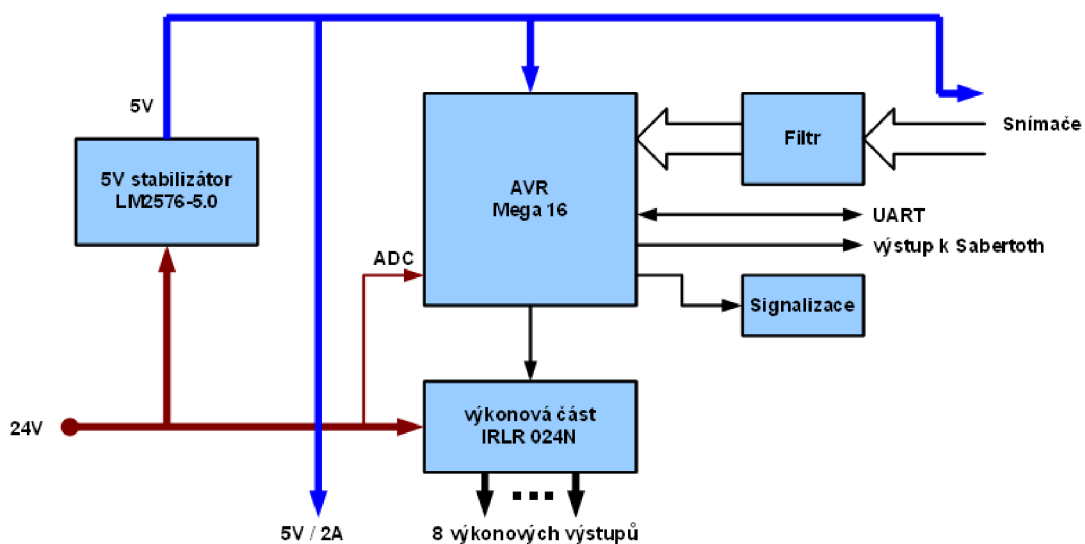 5V
Snímače
Filtr
5V stabilizátor
LM2576-5.0
AVR
Mega 16
UART
výstup k Sabertoth
ADC
Signalizace
24V
výkonová část
IRLR 024N
5V / 2A
8 výkonových výstupů